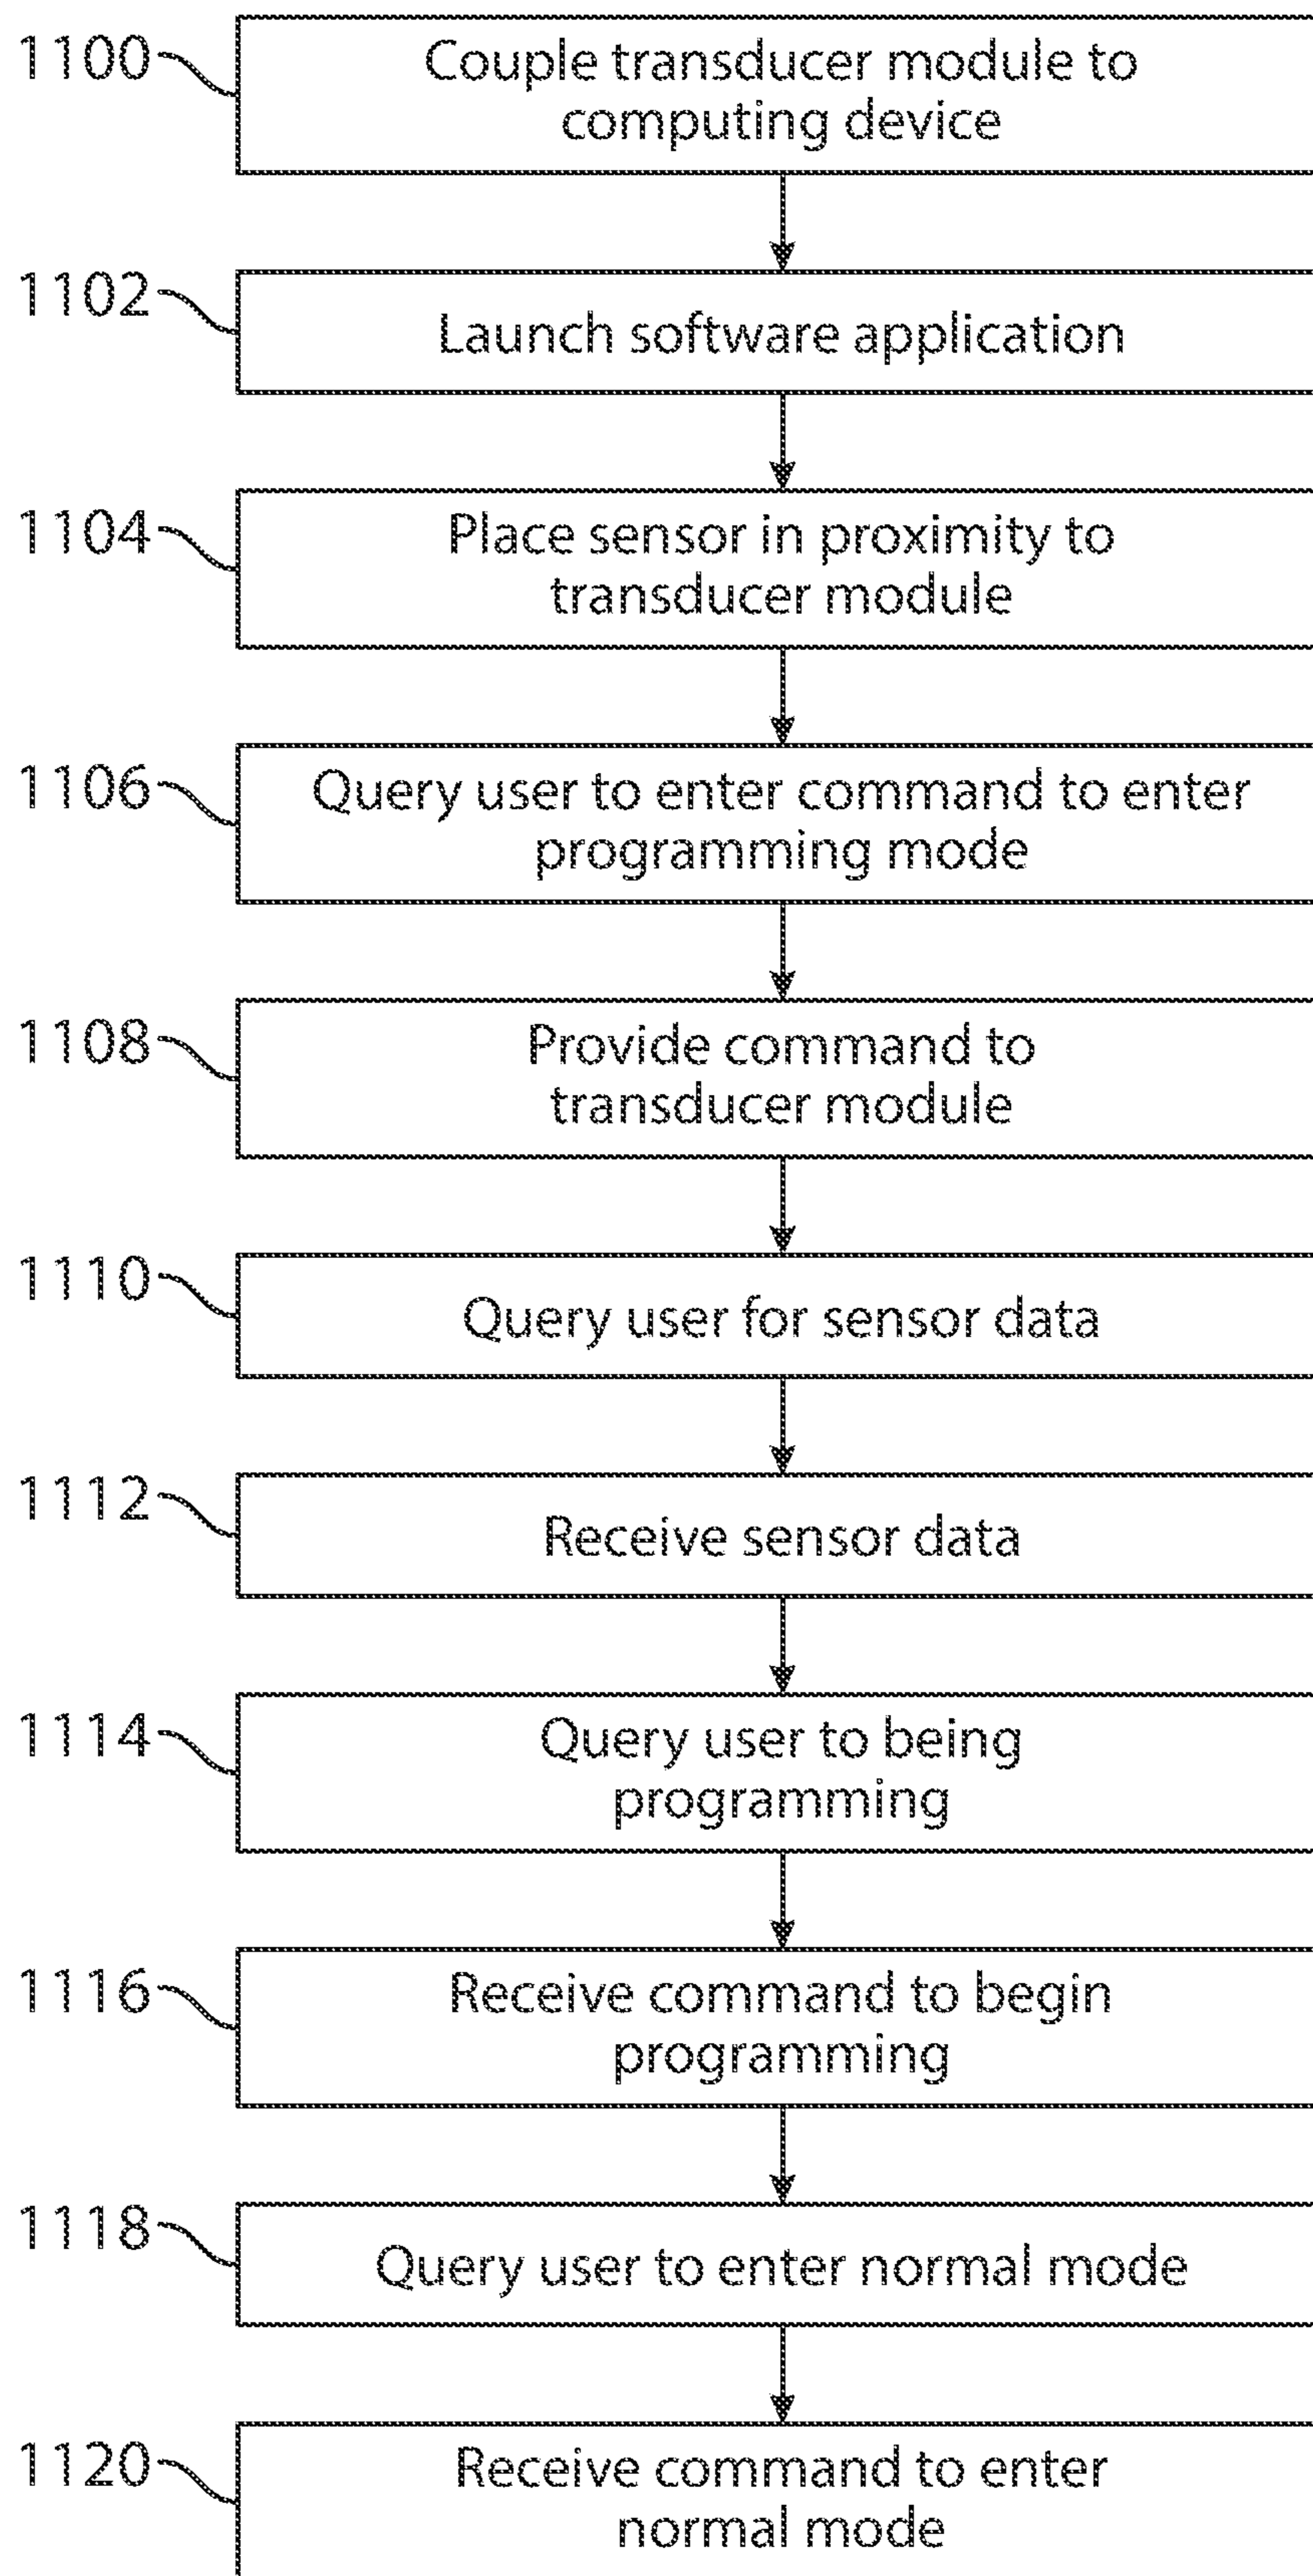 1100
Couple transducer module to
computing device
1102
Launch software application
1104
Place sensor in proximity to
transducer module
1106
Query user to enter command to enter
programming mode
1108
Provide command to
transducer module
1110
Query user for sensor data
1112
Receive sensor data
1114
Query user to being
programming
1116
Receive command to begin
programming
1118
Query user to enter normal mode
1120
Receive command to enter
normal mode